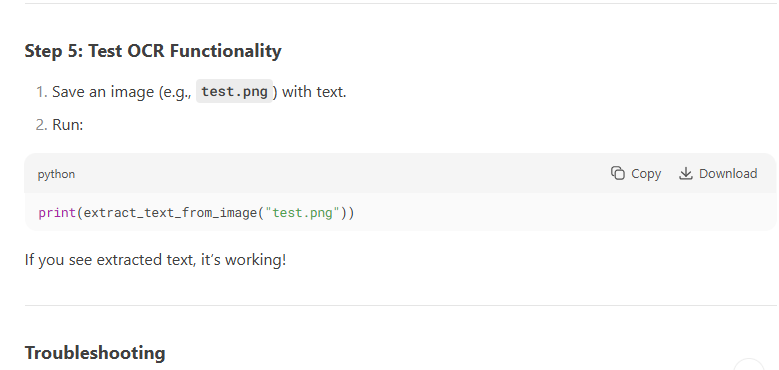 Step 5: Test OCR Functionality
1. Save an image (e.g., test.png) with text.
2. Run:
python
Copy
Download
print(extract_text_from_image("test.png"))
If you see extracted text, it’s working!
Troubleshooting